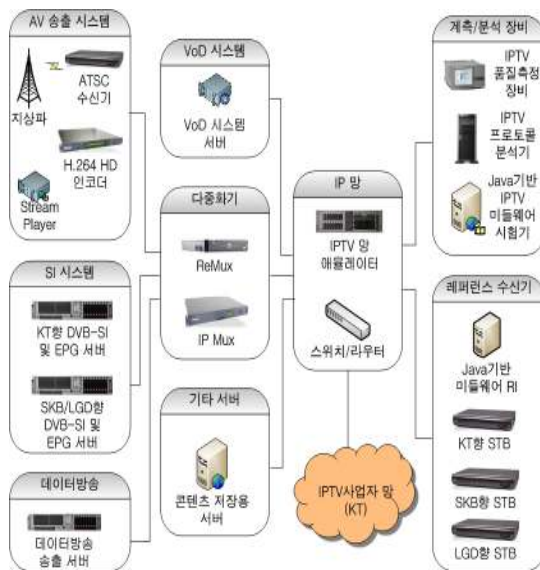 AV 송출 시스템
ATSC
수신기
지상파
H.264 HD
인코더
Stream
Player
SI 시스템
KT향 DVB-SI
및 EPG 서버
SKB/LGD향
DVB-SI 및
EPG 서버
데이터방송
데이터방송
송출 서버
VoD 시스템
VoD 시스템
서버
다중화기
ReMux
IP Mux
기타 서버
콘텐츠 저장용
서버
IP 망
IPTV 망
애뮬레이터
스위치/라우터
IPTV사업자 망
(KT)
계측/분석 장비
IPTV
품질측정
장비
IPTV
프로토콜
분석기
Java기반
IPTV
미들웨어
시험기
레퍼런스 수신기
Java기반
미들웨어 RI
KT향 STB
SKB향 STB
LGD향 STB